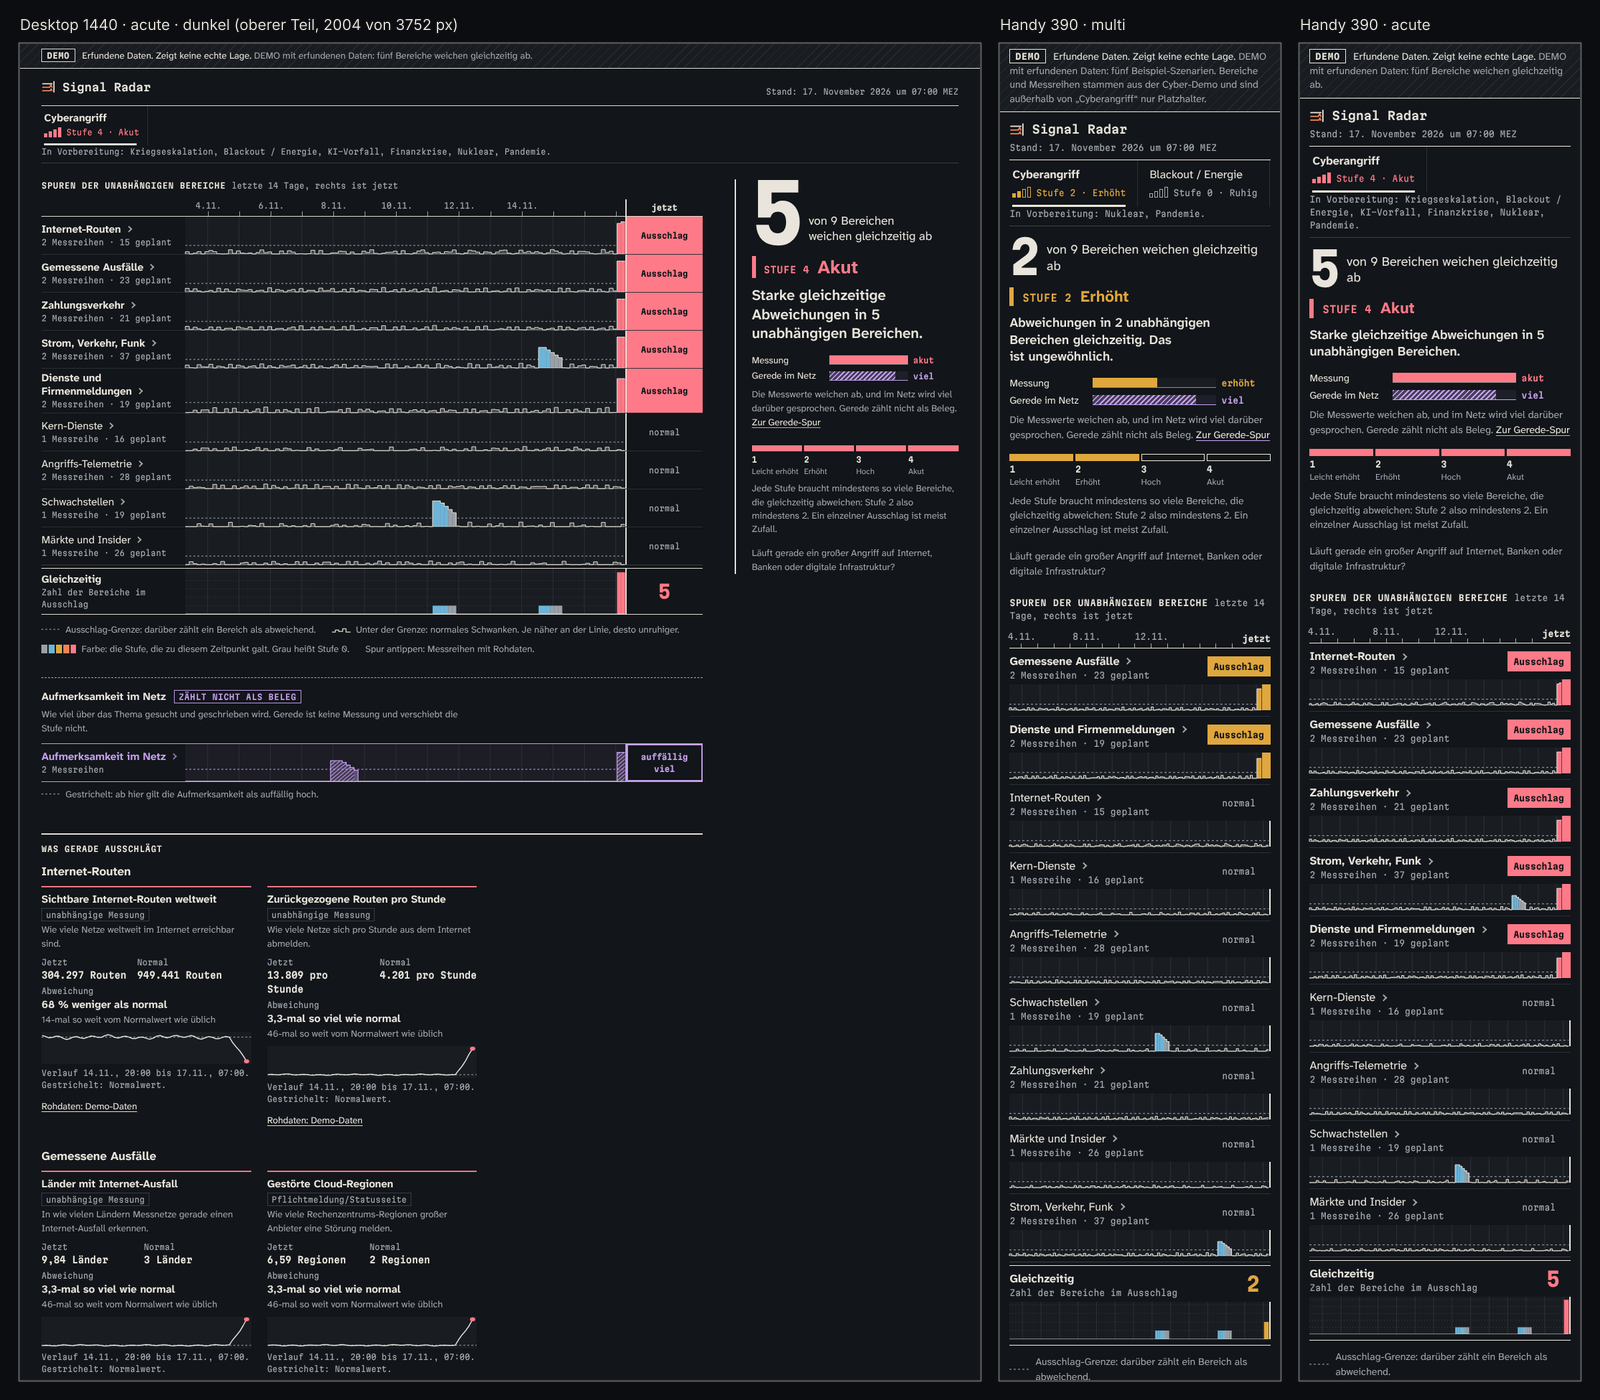 Desktop 1440 · acute · dunkel (oberer Teil, 2004 von 3752 px)
DEMO Erfundene Daten. Zeigt keine echte Lage. DEMO mit erfundenen Daten: fünf Bereiche weichen gleichzeitig ab.
Signal Radar
Stand: 17. November 2026 um 07:00 MEZ
Cyberangriff
Stufe 4 · Akut
In Vorbereitung: Kriegseskalation, Blackout / Energie, KI-Vorfall, Finanzkrise, Nuklear, Pandemie.
SPUREN DER UNABHÄNGIGEN BEREICHE letzte 14 Tage, rechts ist jetzt
4.11. 6.11. 8.11. 10.11. 12.11. 14.11. jetzt
Internet-Routen
2 Messreihen · 15 geplant
Ausschlag
Gemessene Ausfälle
2 Messreihen · 23 geplant
Ausschlag
Zahlungsverkehr
2 Messreihen · 21 geplant
Ausschlag
Strom, Verkehr, Funk
2 Messreihen · 37 geplant
Ausschlag
Dienste und
Firmenmeldungen
2 Messreihen · 19 geplant
Ausschlag
Kern-Dienste
1 Messreihe · 16 geplant
normal
Angriffs-Telemetrie
2 Messreihen · 28 geplant
normal
Schwachstellen
1 Messreihe · 19 geplant
normal
Märkte und Insider
1 Messreihe · 26 geplant
normal
Gleichzeitig
Zahl der Bereiche im
Ausschlag
5
Ausschlag-Grenze: darüber zählt ein Bereich als abweichend. Unter der Grenze: normales Schwanken. Je näher an der Linie, desto unruhiger.
Farbe: die Stufe, die zu diesem Zeitpunkt galt. Grau heißt Stufe 0. Spur antippen: Messreihen mit Rohdaten.
Aufmerksamkeit im Netz ZÄHLT NICHT ALS BELEG
Wie viel über das Thema gesucht und geschrieben wird. Gerede ist keine Messung und verschiebt die
Stufe nicht.
Aufmerksamkeit im Netz
2 Messreihen
auffällig
viel
Gestrichelt: ab hier gilt die Aufmerksamkeit als auffällig hoch.
5
von 9 Bereichen
weichen gleichzeitig ab
STUFE 4 Akut
Starke gleichzeitige
Abweichungen in 5
unabhängigen Bereichen.
Messung akut
Gerede im Netz viel
Die Messwerte weichen ab, und im Netz wird viel
darüber gesprochen. Gerede zählt nicht als Beleg.
Zur Gerede-Spur
1 2 3 4
Leicht erhöht Erhöht Hoch Akut
Jede Stufe braucht mindestens so viele Bereiche,
die gleichzeitig abweichen: Stufe 2 also
mindestens 2. Ein einzelner Ausschlag ist meist
Zufall.
Läuft gerade ein großer Angriff auf Internet,
Banken oder digitale Infrastruktur?
WAS GERADE AUSSCHLÄGT
Internet-Routen
Sichtbare Internet-Routen weltweit
unabhängige Messung
Wie viele Netze weltweit im Internet erreichbar
sind.
Jetzt Normal
304.297 Routen 949.441 Routen
Abweichung
68 % weniger als normal
14-mal so weit vom Normalwert wie üblich
Verlauf 14.11., 20:00 bis 17.11., 07:00.
Gestrichelt: Normalwert.
Rohdaten: Demo-Daten
Zurückgezogene Routen pro Stunde
unabhängige Messung
Wie viele Netze sich pro Stunde aus dem Internet
abmelden.
Jetzt Normal
13.809 pro 4.201 pro Stunde
Stunde
Abweichung
3,3-mal so viel wie normal
46-mal so weit vom Normalwert wie üblich
Verlauf 14.11., 20:00 bis 17.11., 07:00.
Gestrichelt: Normalwert.
Rohdaten: Demo-Daten
Gemessene Ausfälle
Länder mit Internet-Ausfall
unabhängige Messung
In wie vielen Ländern Messnetze gerade einen
Internet-Ausfall erkennen.
Jetzt Normal
9,84 Länder 3 Länder
Abweichung
3,3-mal so viel wie normal
46-mal so weit vom Normalwert wie üblich
Verlauf 14.11., 20:00 bis 17.11., 07:00.
Gestrichelt: Normalwert.
Gestörte Cloud-Regionen
Pflichtmeldung/Statusseite
Wie viele Rechenzentrums-Regionen großer
Anbieter eine Störung melden.
Jetzt Normal
6,59 Regionen 2 Regionen
Abweichung
3,3-mal so viel wie normal
46-mal so weit vom Normalwert wie üblich
Verlauf 14.11., 20:00 bis 17.11., 07:00.
Gestrichelt: Normalwert.
Handy 390 · multi
DEMO Erfundene Daten. Zeigt keine echte Lage. DEMO
mit erfundenen Daten: fünf Beispiel-Szenarien. Bereiche
und Messreihen stammen aus der Cyber-Demo und sind
außerhalb von „Cyberangriff“ nur Platzhalter.
Signal Radar
Stand: 17. November 2026 um 07:00 MEZ
Cyberangriff Blackout / Energie
Stufe 2 · Erhöht Stufe 0 · Ruhig
In Vorbereitung: Nuklear, Pandemie.
2
von 9 Bereichen weichen gleichzeitig
ab
STUFE 2 Erhöht
Abweichungen in 2 unabhängigen
Bereichen gleichzeitig. Das
ist ungewöhnlich.
Messung erhöht
Gerede im Netz viel
Die Messwerte weichen ab, und im Netz wird viel darüber
gesprochen. Gerede zählt nicht als Beleg. Zur Gerede-Spur
1 2 3 4
Leicht erhöht Erhöht Hoch Akut
Jede Stufe braucht mindestens so viele Bereiche, die
gleichzeitig abweichen: Stufe 2 also mindestens 2. Ein
einzelner Ausschlag ist meist Zufall.
Läuft gerade ein großer Angriff auf Internet, Banken oder
digitale Infrastruktur?
SPUREN DER UNABHÄNGIGEN BEREICHE letzte 14
Tage, rechts ist jetzt
4.11. 8.11. 12.11. jetzt
Gemessene Ausfälle
2 Messreihen · 23 geplant
Ausschlag
Dienste und Firmenmeldungen
2 Messreihen · 19 geplant
Ausschlag
Internet-Routen
2 Messreihen · 15 geplant
normal
Kern-Dienste
1 Messreihe · 16 geplant
normal
Angriffs-Telemetrie
2 Messreihen · 28 geplant
normal
Schwachstellen
1 Messreihe · 19 geplant
normal
Zahlungsverkehr
2 Messreihen · 21 geplant
normal
Märkte und Insider
1 Messreihe · 26 geplant
normal
Strom, Verkehr, Funk
2 Messreihen · 37 geplant
normal
Gleichzeitig
Zahl der Bereiche im Ausschlag
2
Ausschlag-Grenze: darüber zählt ein Bereich als
abweichend.
Handy 390 · acute
DEMO Erfundene Daten. Zeigt keine echte Lage. DEMO
mit erfundenen Daten: fünf Bereiche weichen gleichzeitig
ab.
Signal Radar
Stand: 17. November 2026 um 07:00 MEZ
Cyberangriff
Stufe 4 · Akut
In Vorbereitung: Kriegseskalation, Blackout /
Energie, KI-Vorfall, Finanzkrise, Nuklear,
Pandemie.
5
von 9 Bereichen weichen gleichzeitig
ab
STUFE 4 Akut
Starke gleichzeitige Abweichungen in 5
unabhängigen Bereichen.
Messung akut
Gerede im Netz viel
Die Messwerte weichen ab, und im Netz wird viel darüber
gesprochen. Gerede zählt nicht als Beleg. Zur Gerede-Spur
1 2 3 4
Leicht erhöht Erhöht Hoch Akut
Jede Stufe braucht mindestens so viele Bereiche, die
gleichzeitig abweichen: Stufe 2 also mindestens 2. Ein
einzelner Ausschlag ist meist Zufall.
Läuft gerade ein großer Angriff auf Internet, Banken oder
digitale Infrastruktur?
SPUREN DER UNABHÄNGIGEN BEREICHE letzte 14
Tage, rechts ist jetzt
4.11. 8.11. 12.11. jetzt
Internet-Routen
2 Messreihen · 15 geplant
Ausschlag
Gemessene Ausfälle
2 Messreihen · 23 geplant
Ausschlag
Zahlungsverkehr
2 Messreihen · 21 geplant
Ausschlag
Strom, Verkehr, Funk
2 Messreihen · 37 geplant
Ausschlag
Dienste und Firmenmeldungen
2 Messreihen · 19 geplant
Ausschlag
Kern-Dienste
1 Messreihe · 16 geplant
normal
Angriffs-Telemetrie
2 Messreihen · 28 geplant
normal
Schwachstellen
1 Messreihe · 19 geplant
normal
Märkte und Insider
1 Messreihe · 26 geplant
normal
Gleichzeitig
Zahl der Bereiche im Ausschlag
5
Ausschlag-Grenze: darüber zählt ein Bereich als
abweichend.